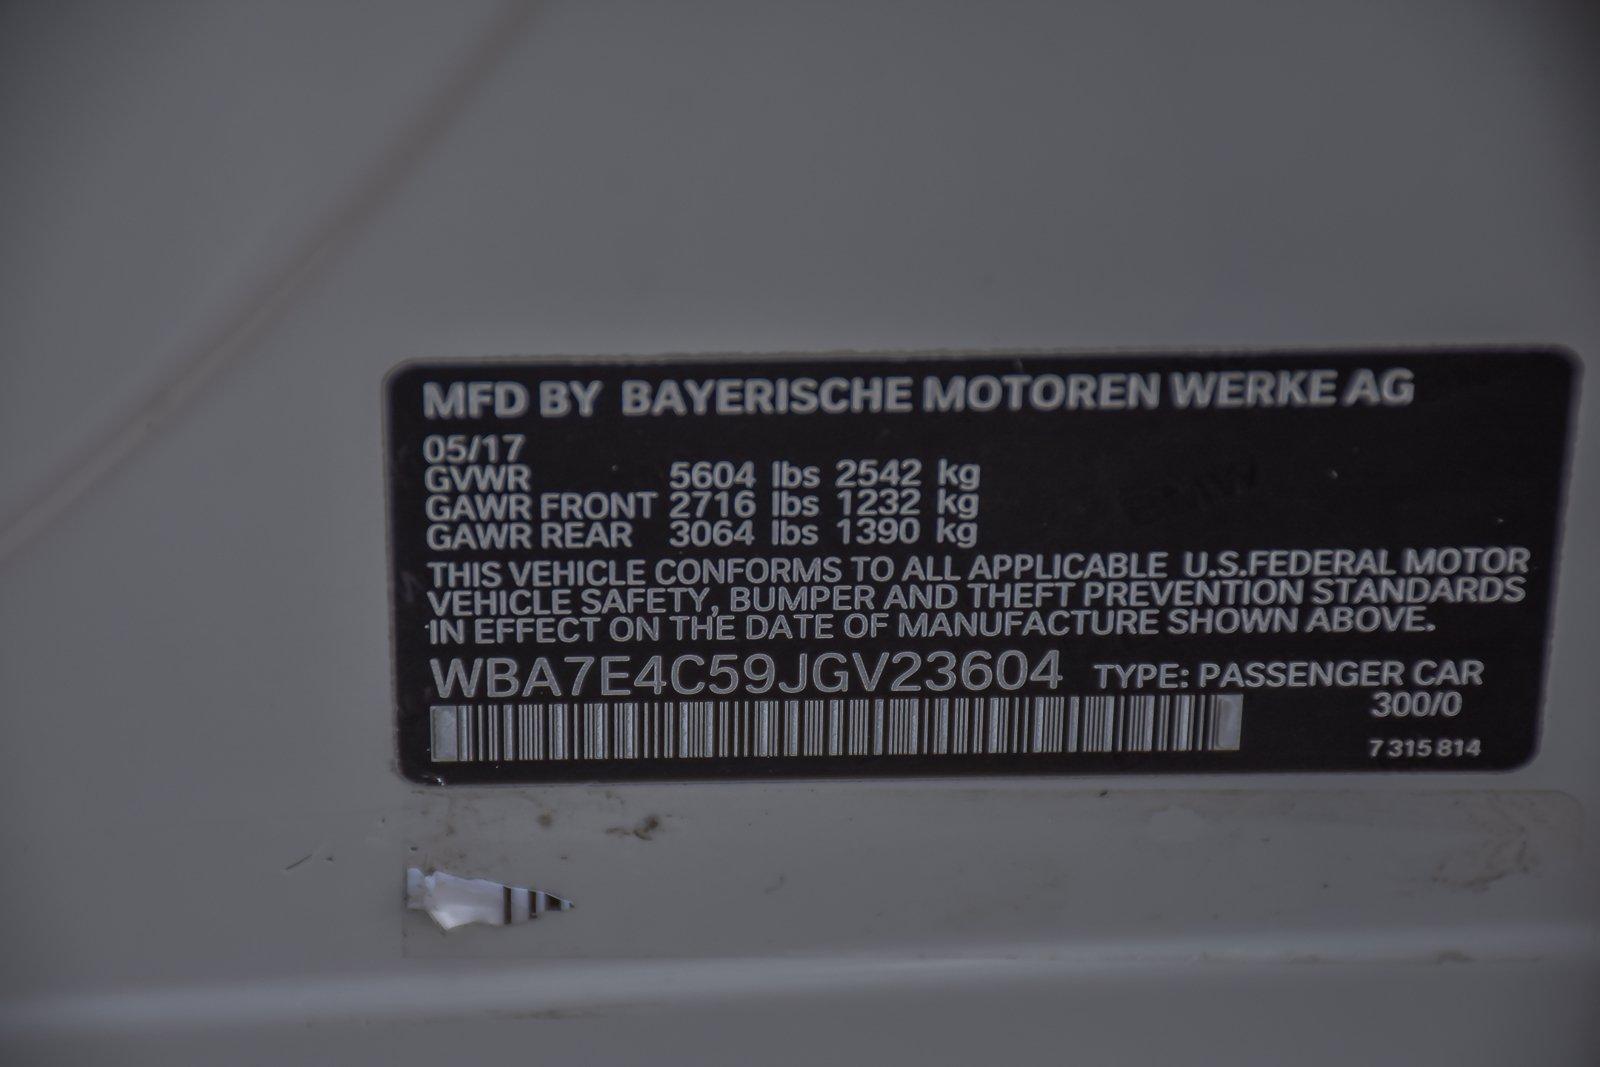 MFD BY BAYERISCHE MOTOREN WERKE AG
05/17
GVWR 5604 lbs 2542 kg
GAWR FRONT 2716 lbs 1232 kg
GAWR REAR 3064 lbs 1390 kg
THIS VEHICLE CONFORMS TO ALL APPLICABLE U.S.FEDERAL MOTOR
VEHICLE SAFETY, BUMPER AND THEFT PREVENTION STANDARDS
IN EFFECT ON THE DATE OF MANUFACTURE SHOWN ABOVE.
WBA7E4C59JGV23604 TYPE: PASSENGER CAR
300/0
7 315 814